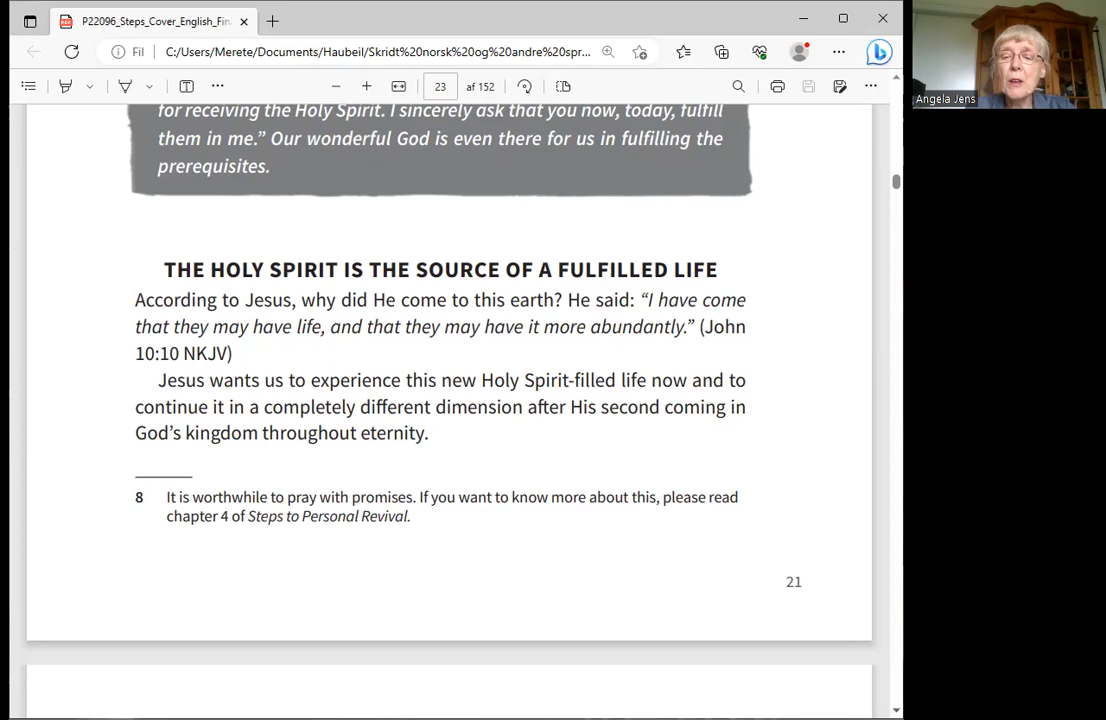 P22096_Steps_Cover_English_Fin
Fil
C:/Users/Merete/Documents/Haubeil/Skridt%20norsk%20og%20andre%20spr...
23
af 152
Angela Jens
for receiving the Holy Spirit. I sincerely ask that you now, today, fulfill
them in me.” Our wonderful God is even there for us in fulfilling the
prerequisites.
THE HOLY SPIRIT IS THE SOURCE OF A FULFILLED LIFE
According to Jesus, why did He come to this earth? He said: “I have come
that they may have life, and that they may have it more abundantly.” (John
10:10 NKJV)
Jesus wants us to experience this new Holy Spirit-filled life now and to
continue it in a completely different dimension after His second coming in
God’s kingdom throughout eternity.
8 It is worthwhile to pray with promises. If you want to know more about this, please read
chapter 4 of Steps to Personal Revival.
21